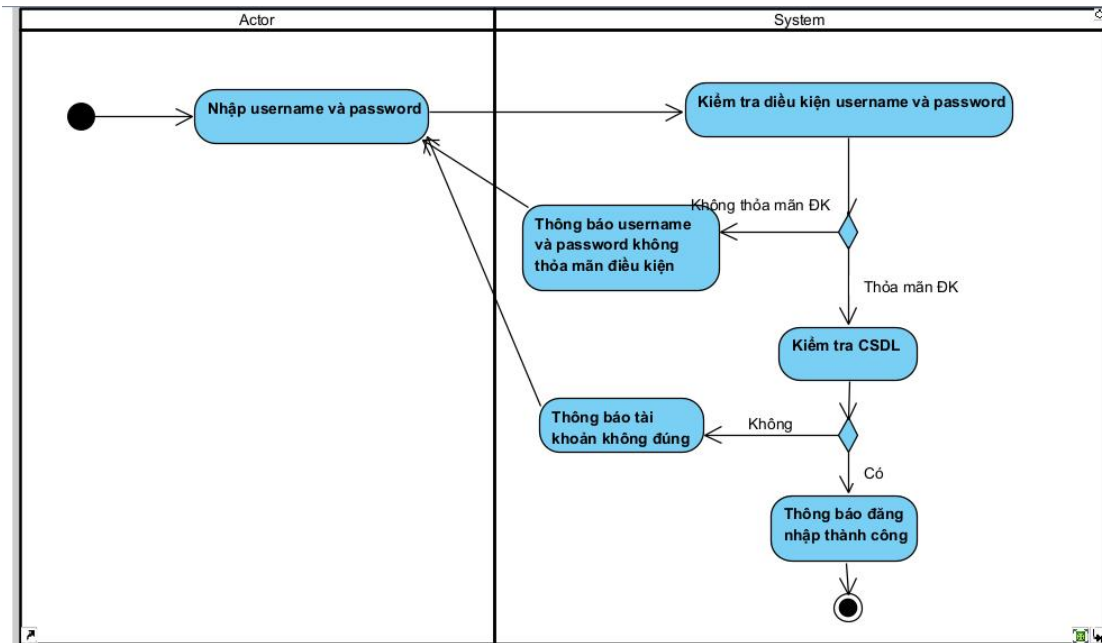 Actor
System
Nhập username và password
Kiểm tra diều kiện username và password
Không thỏa mãn ĐK
Thông báo username
và password không
thỏa mãn điều kiện
Thỏa mãn ĐK
Kiểm tra CSDL
Thông báo tài
khoản không đúng
Không
Có
Thông báo đăng
nhập thành công